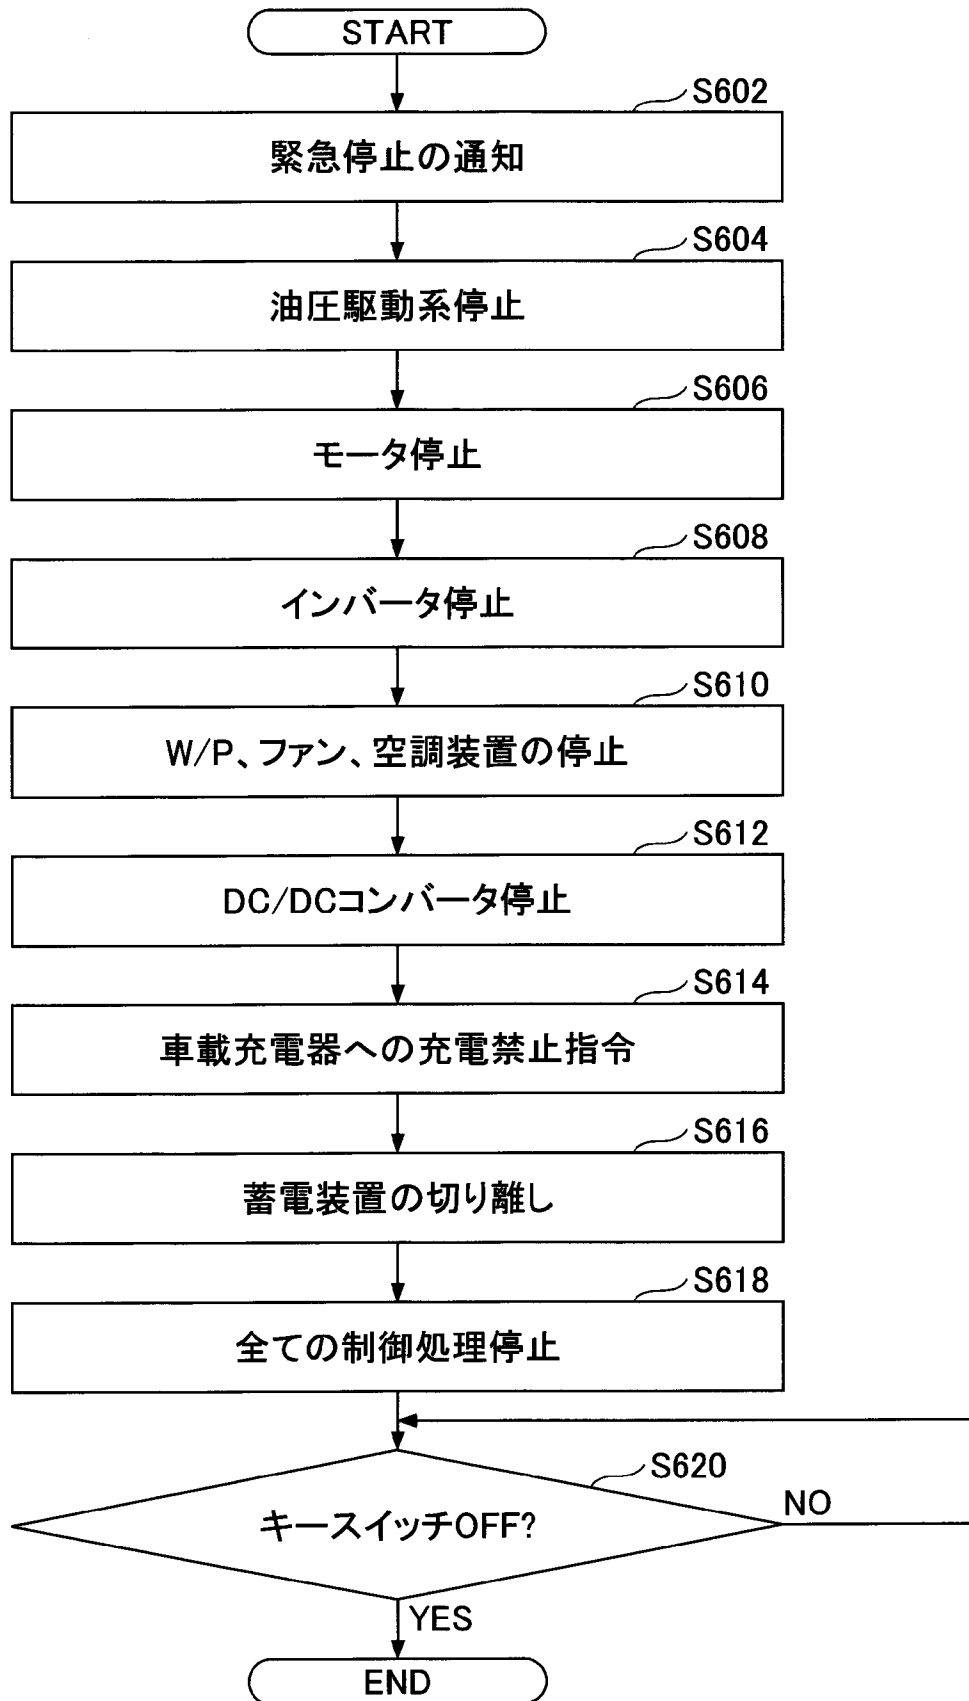 START
S602
緊急停止の通知
S604
油圧駆動系停止
S606
モータ停止
S608
インバータ停止
S610
W/P、ファン、空調装置の停止
S612
DC/DCコンバータ停止
S614
車載充電器への充電禁止指令
S616
蓄電装置の切り離し
S618
全ての制御処理停止
S620
キースイッチOFF?
NO
YES
END